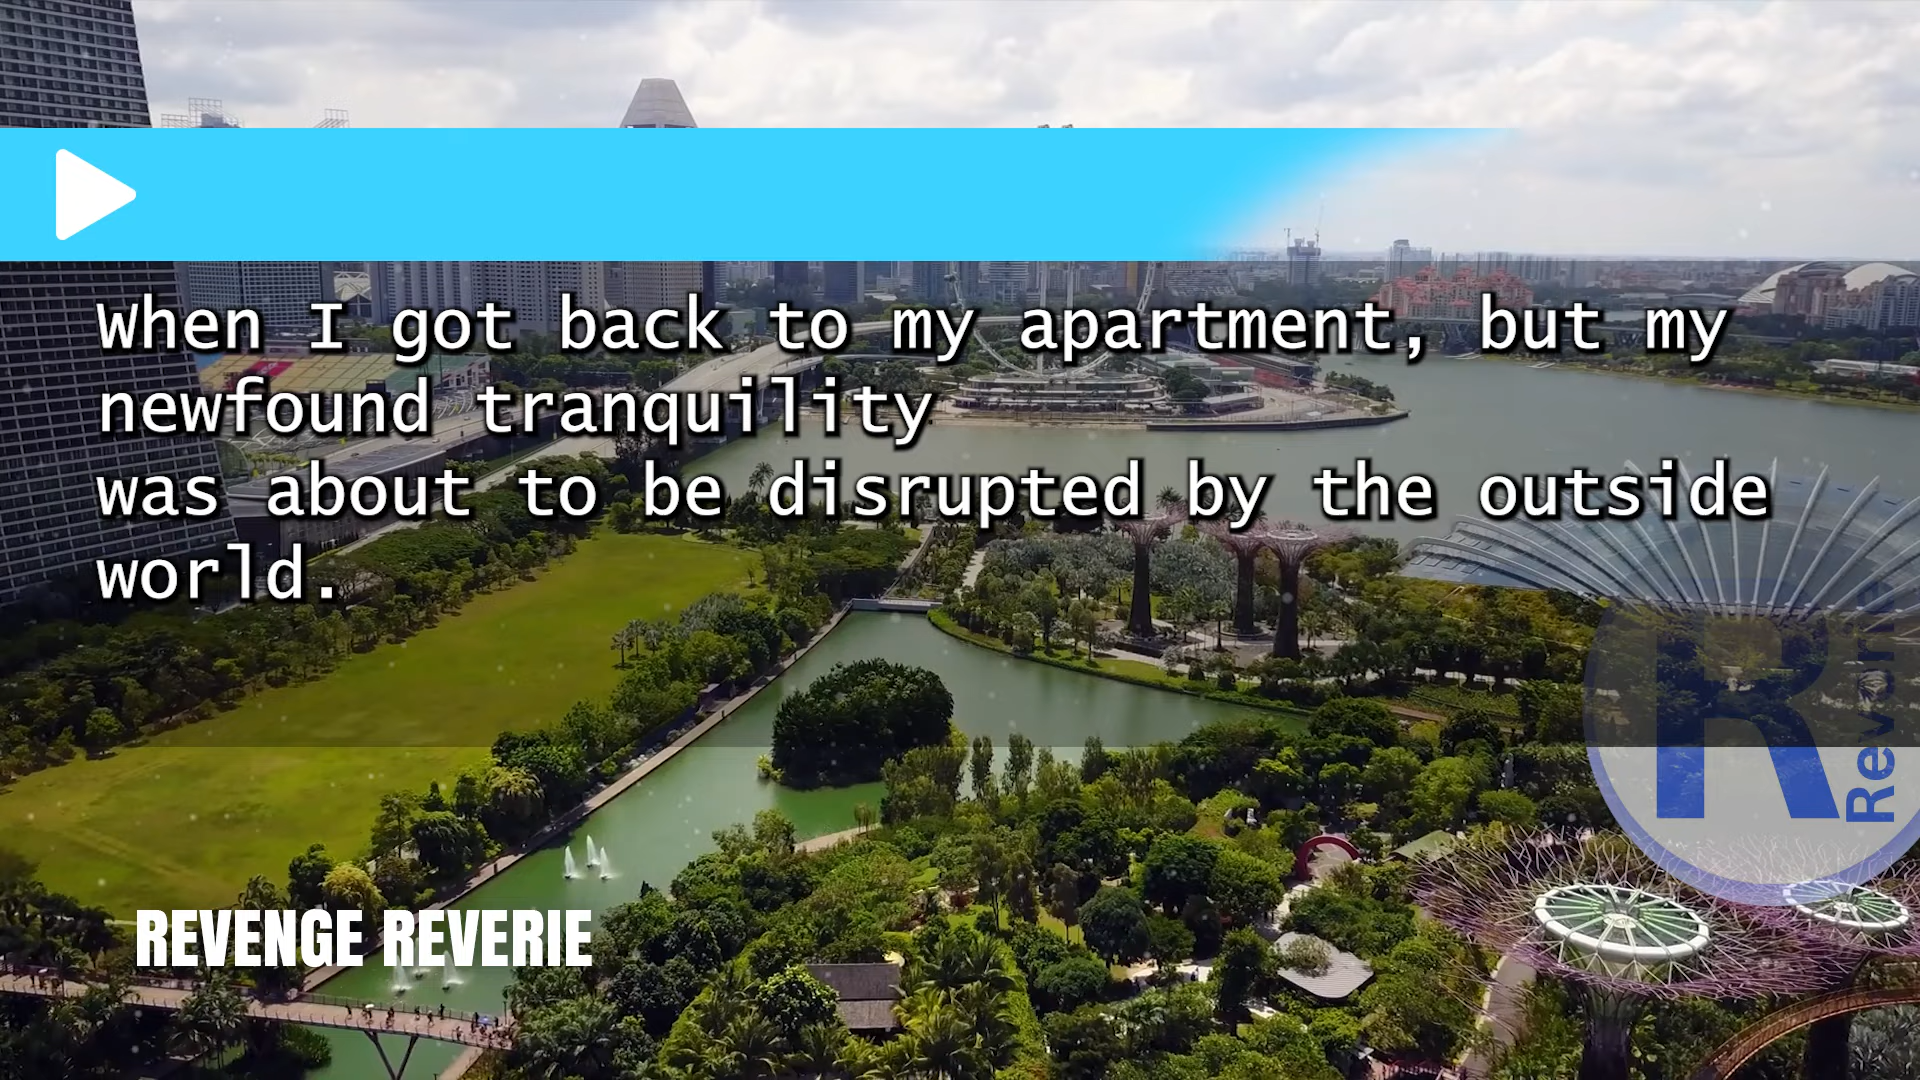 When I got back to my apartment, but my
newfound tranquility
was about to be disrupted by the outside
world.
R
Reverie
REVENGE REVERIE